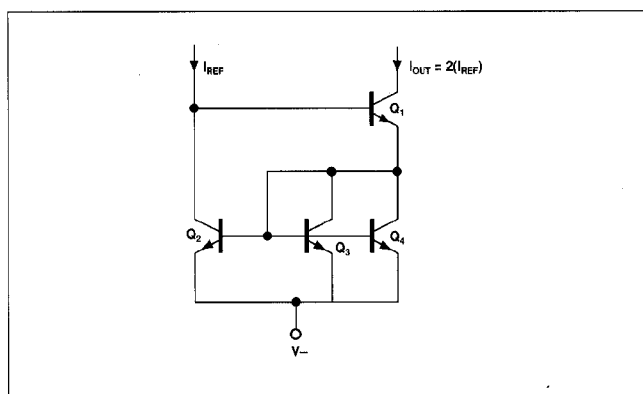 I_REF
I_OUT = 2(I_REF)
Q1
Q2
Q3
Q4
V–